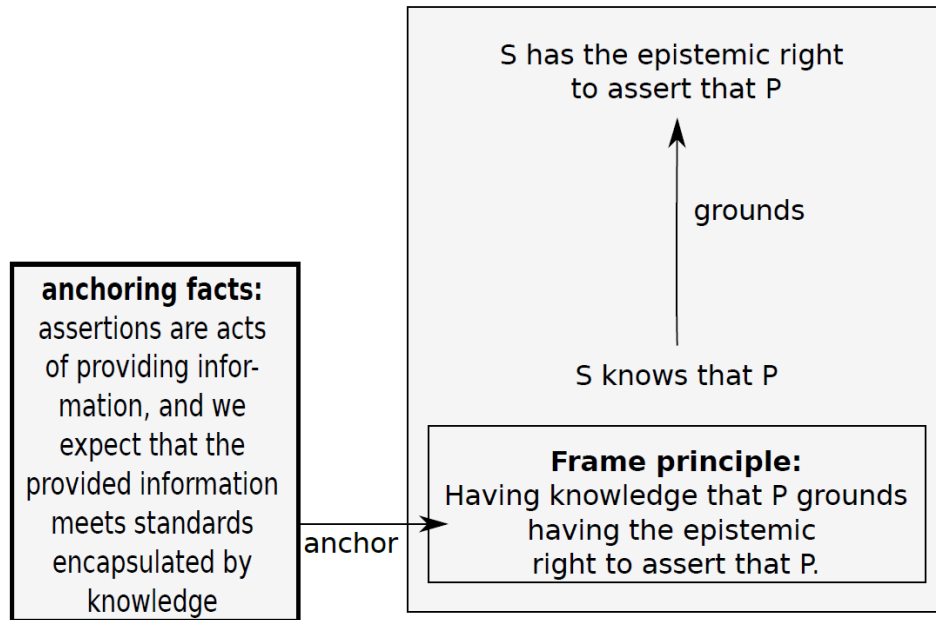 S has the epistemic right
to assert that P
grounds
S knows that P
anchoring facts:
assertions are acts
of providing infor-
mation, and we
expect that the
provided information
meets standards
encapsulated by
knowledge
anchor
Frame principle:
Having knowledge that P grounds
having the epistemic
right to assert that P.